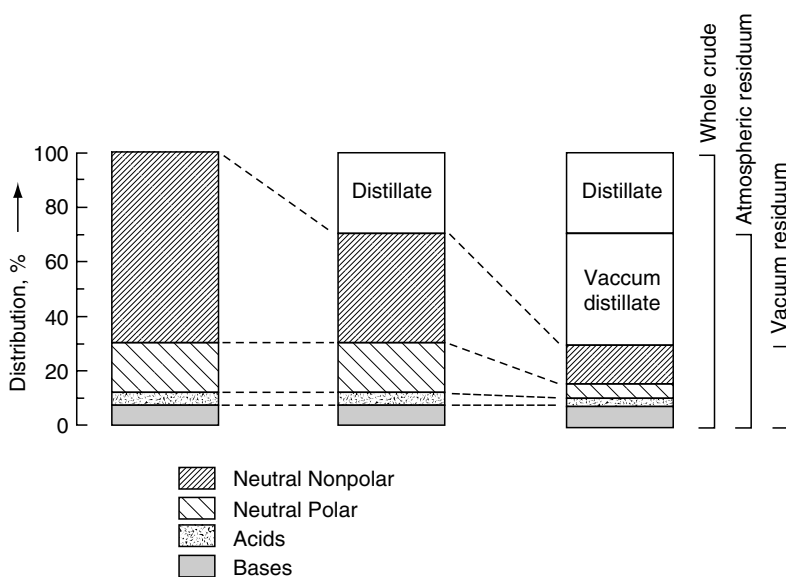 Whole crude
Atmospheric residuum
Vacuum residuum
Distribution, %
100
80
60
40
20
0
Distillate
Distillate
Vaccum
distillate
Neutral Nonpolar
Neutral Polar
Acids
Bases